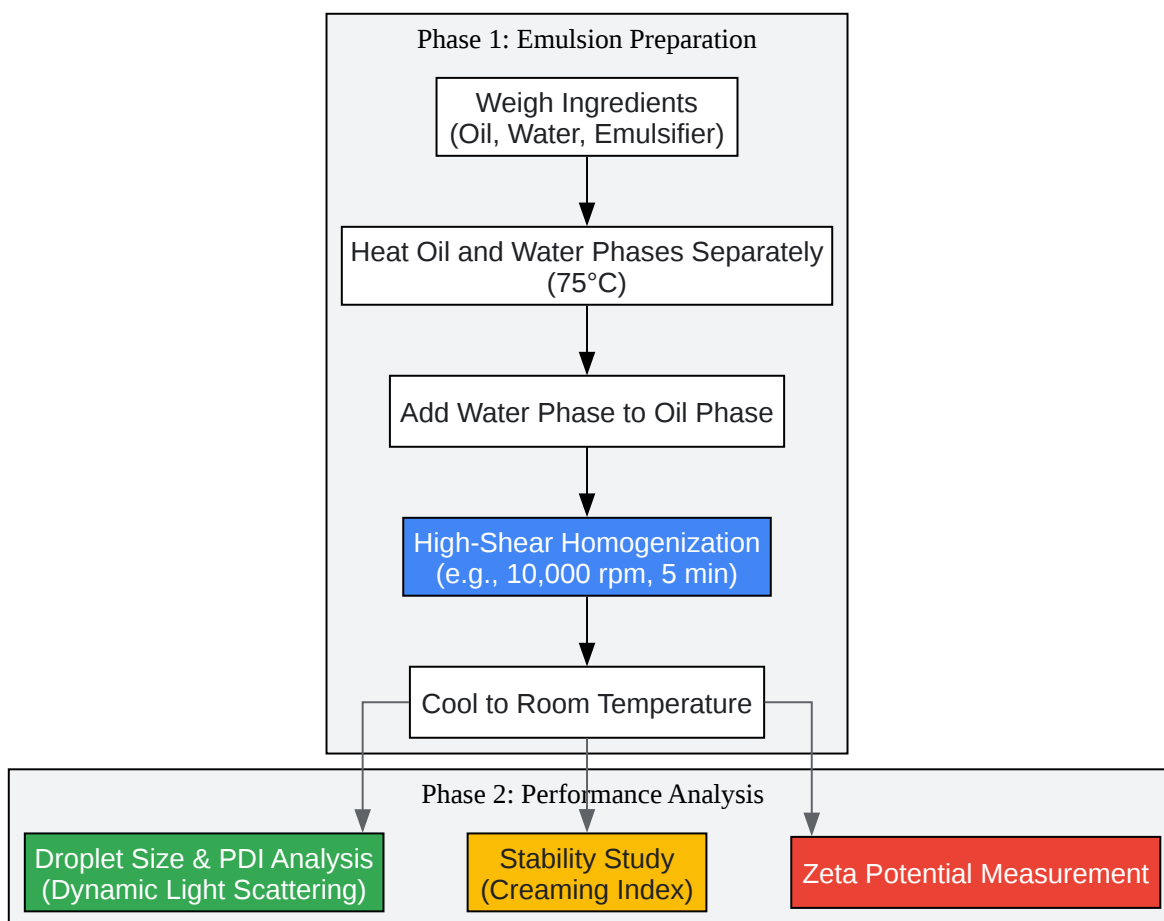 Phase 1: Emulsion Preparation
Weigh Ingredients
(Oil, Water, Emulsifier)
Heat Oil and Water Phases Separately
(75°C)
Add Water Phase to Oil Phase
High-Shear Homogenization
(e.g., 10,000 rpm, 5 min)
Cool to Room Temperature
Phase 2: Performance Analysis
Droplet Size & PDI Analysis
(Dynamic Light Scattering)
Stability Study
(Creaming Index)
Zeta Potential Measurement